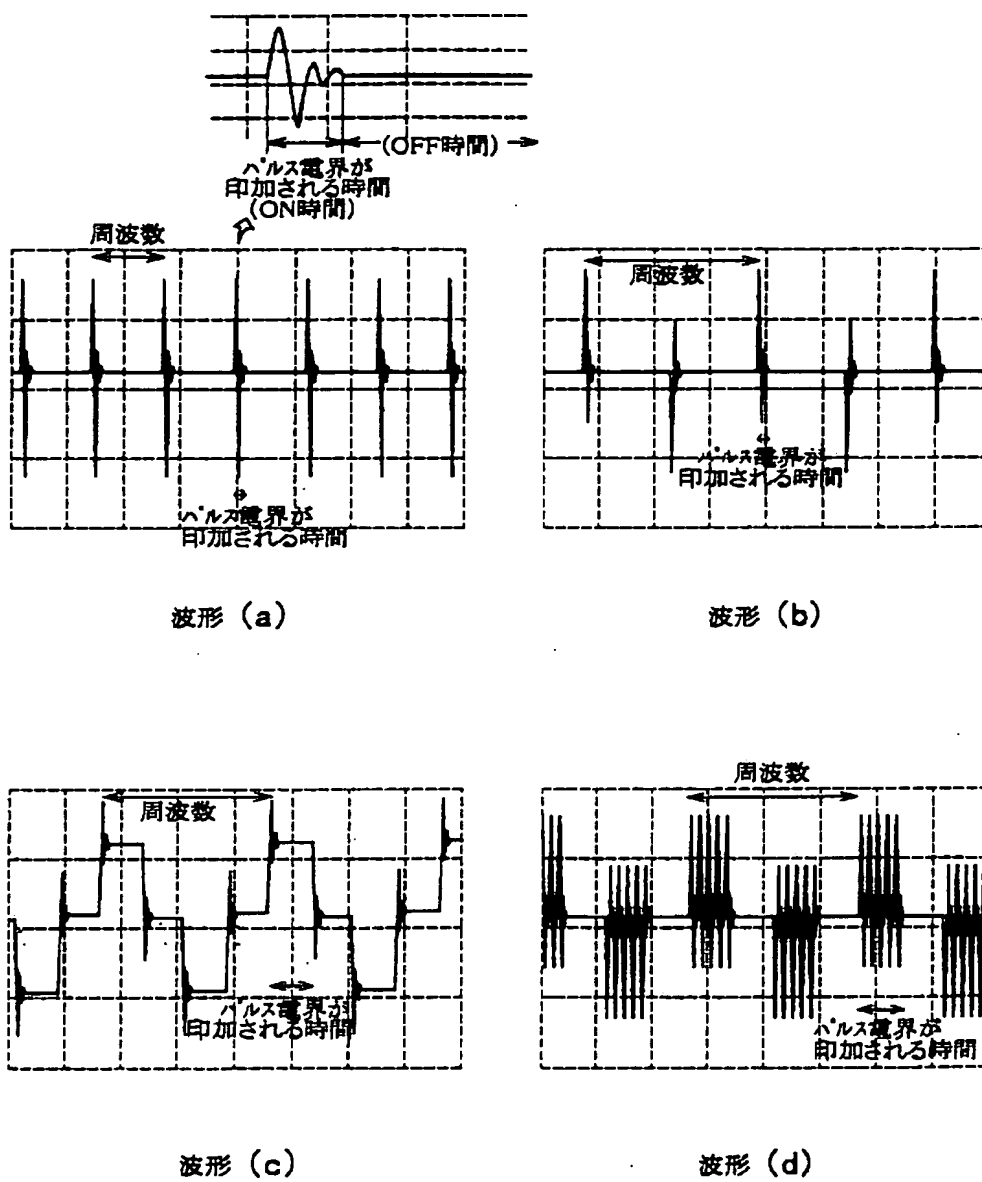 (OFF時間)
パルス電界が
印加される時間
(ON時間)
周波数
パルス電界が
印加される時間
波形 (a)
周波数
パルス電界が
印加される時間
波形 (b)
周波数
パルス電界が
印加される時間
波形 (c)
周波数
パルス電界が
印加される時間
波形 (d)